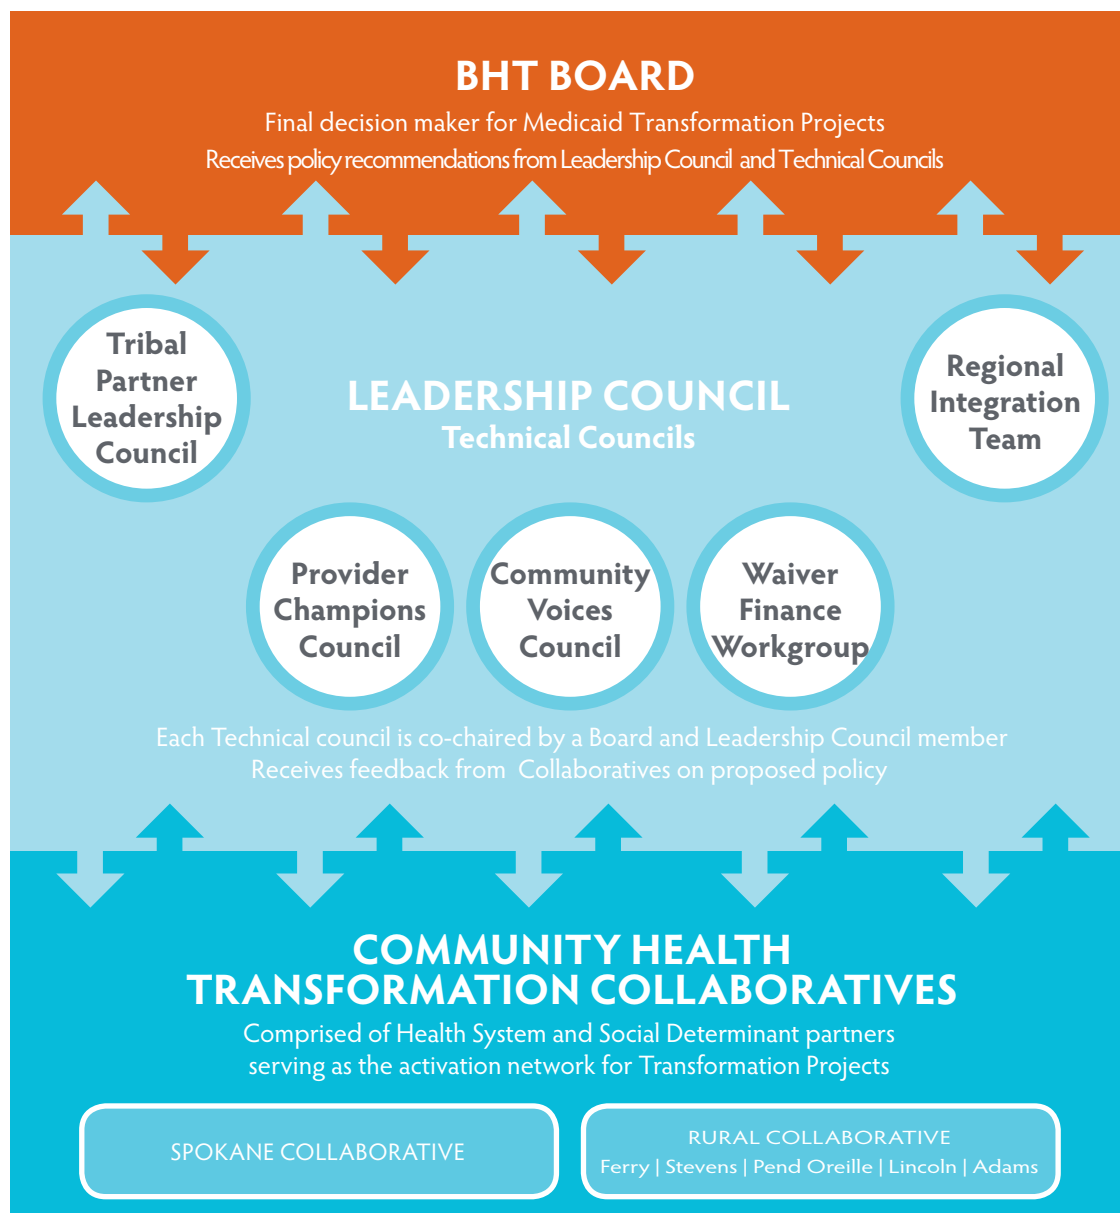 BHT BOARD
Final decision maker for Medicaid Transformation Projects
Receives policy recommendations from Leadership Council and Technical Councils
Tribal
Partner
Leadership
Council
LEADERSHIP COUNCIL
Technical Councils
Regional
Integration
Team
Provider
Champions
Council
Community
Voices
Council
Waiver
Finance
Workgroup
Each Technical council is co-chaired by a Board and Leadership Council member
Receives feedback from Collaboratives on proposed policy
COMMUNITY HEALTH
TRANSFORMATION COLLABORATIVES
Comprised of Health System and Social Determinant partners
serving as the activation network for Transformation Projects
SPOKANE COLLABORATIVE
RURAL COLLABORATIVE
Ferry | Stevens | Pend Oreille | Lincoln | Adams